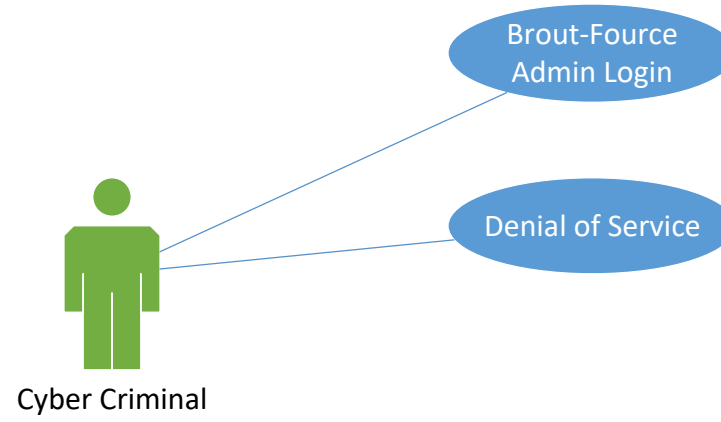 Brout-Fource
Admin Login
Denial of Service
Cyber Criminal